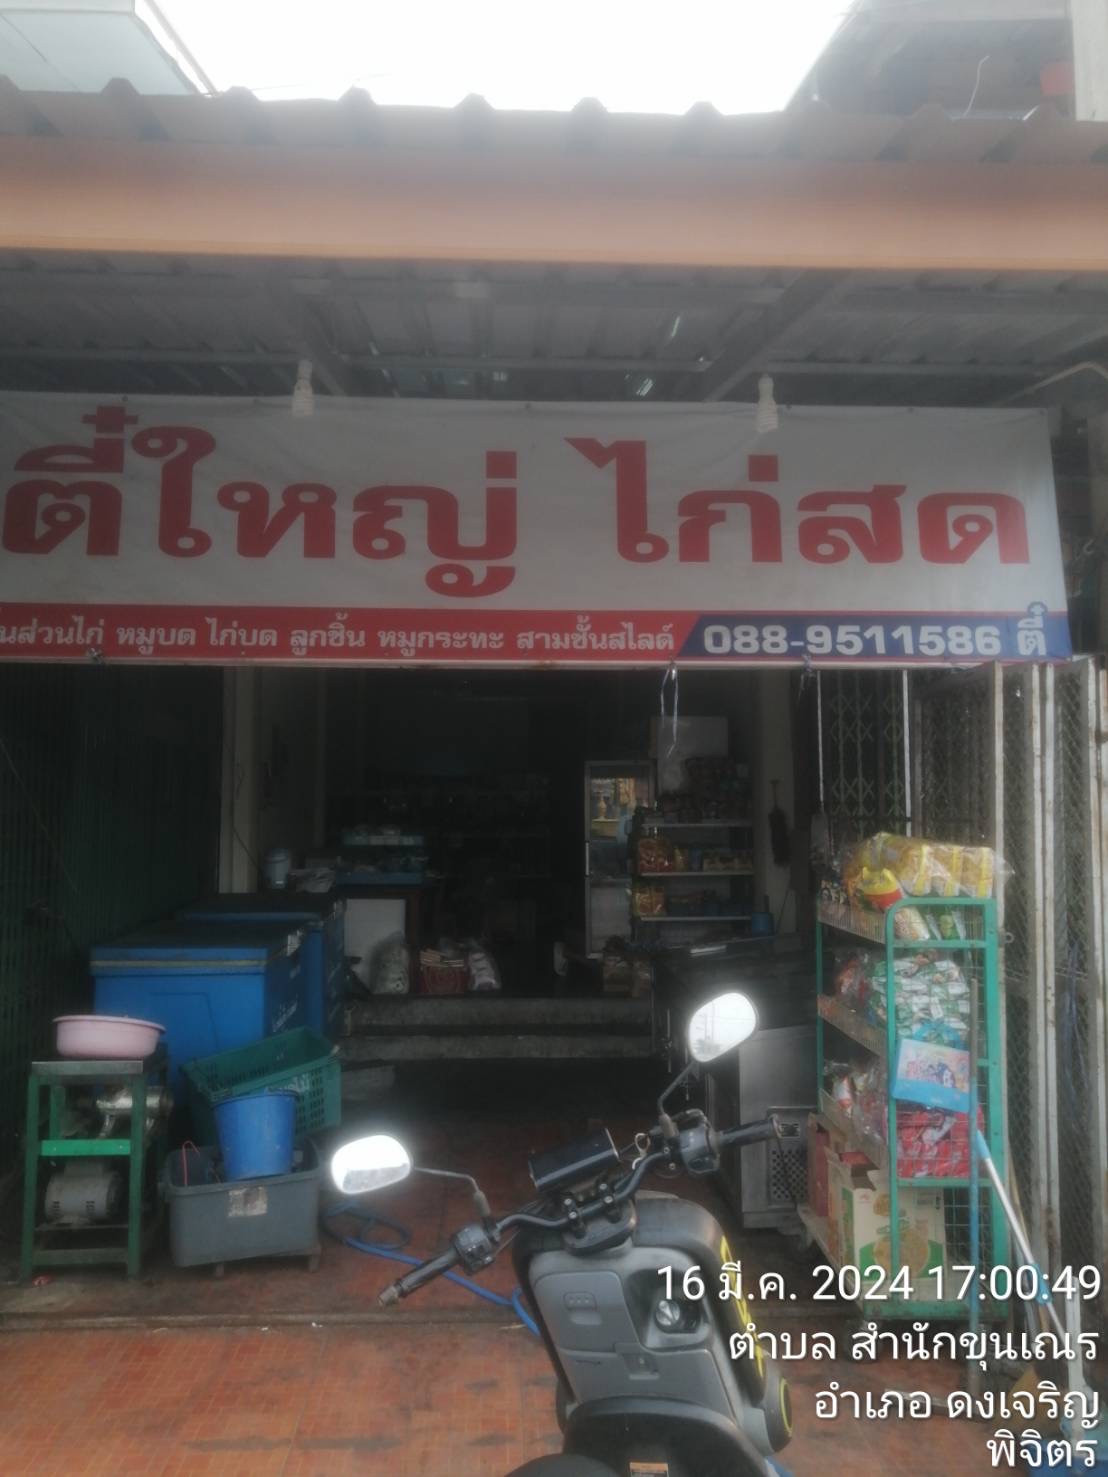 ตี๋ใหญ่ ไก่สด
นส่วนไก่ หมูบด ไก่บด ลูกชิ้น หมูกระทะ สามชั้นสไลด์ 088-9511586 ตี๋
16 มี.ค. 2024 17:00:49
ตำบล สำนักขุนเณร
อำเภอ ดงเจริญ
พิจิตร